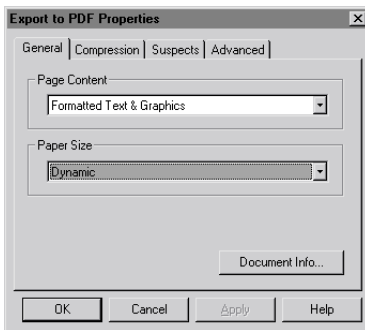 Export to PDF Properties
General Compression Suspects Advanced
Page Content
Formatted Text & Graphics
Paper Size
Dynamic
Document Info...
OK Cancel Apply Help